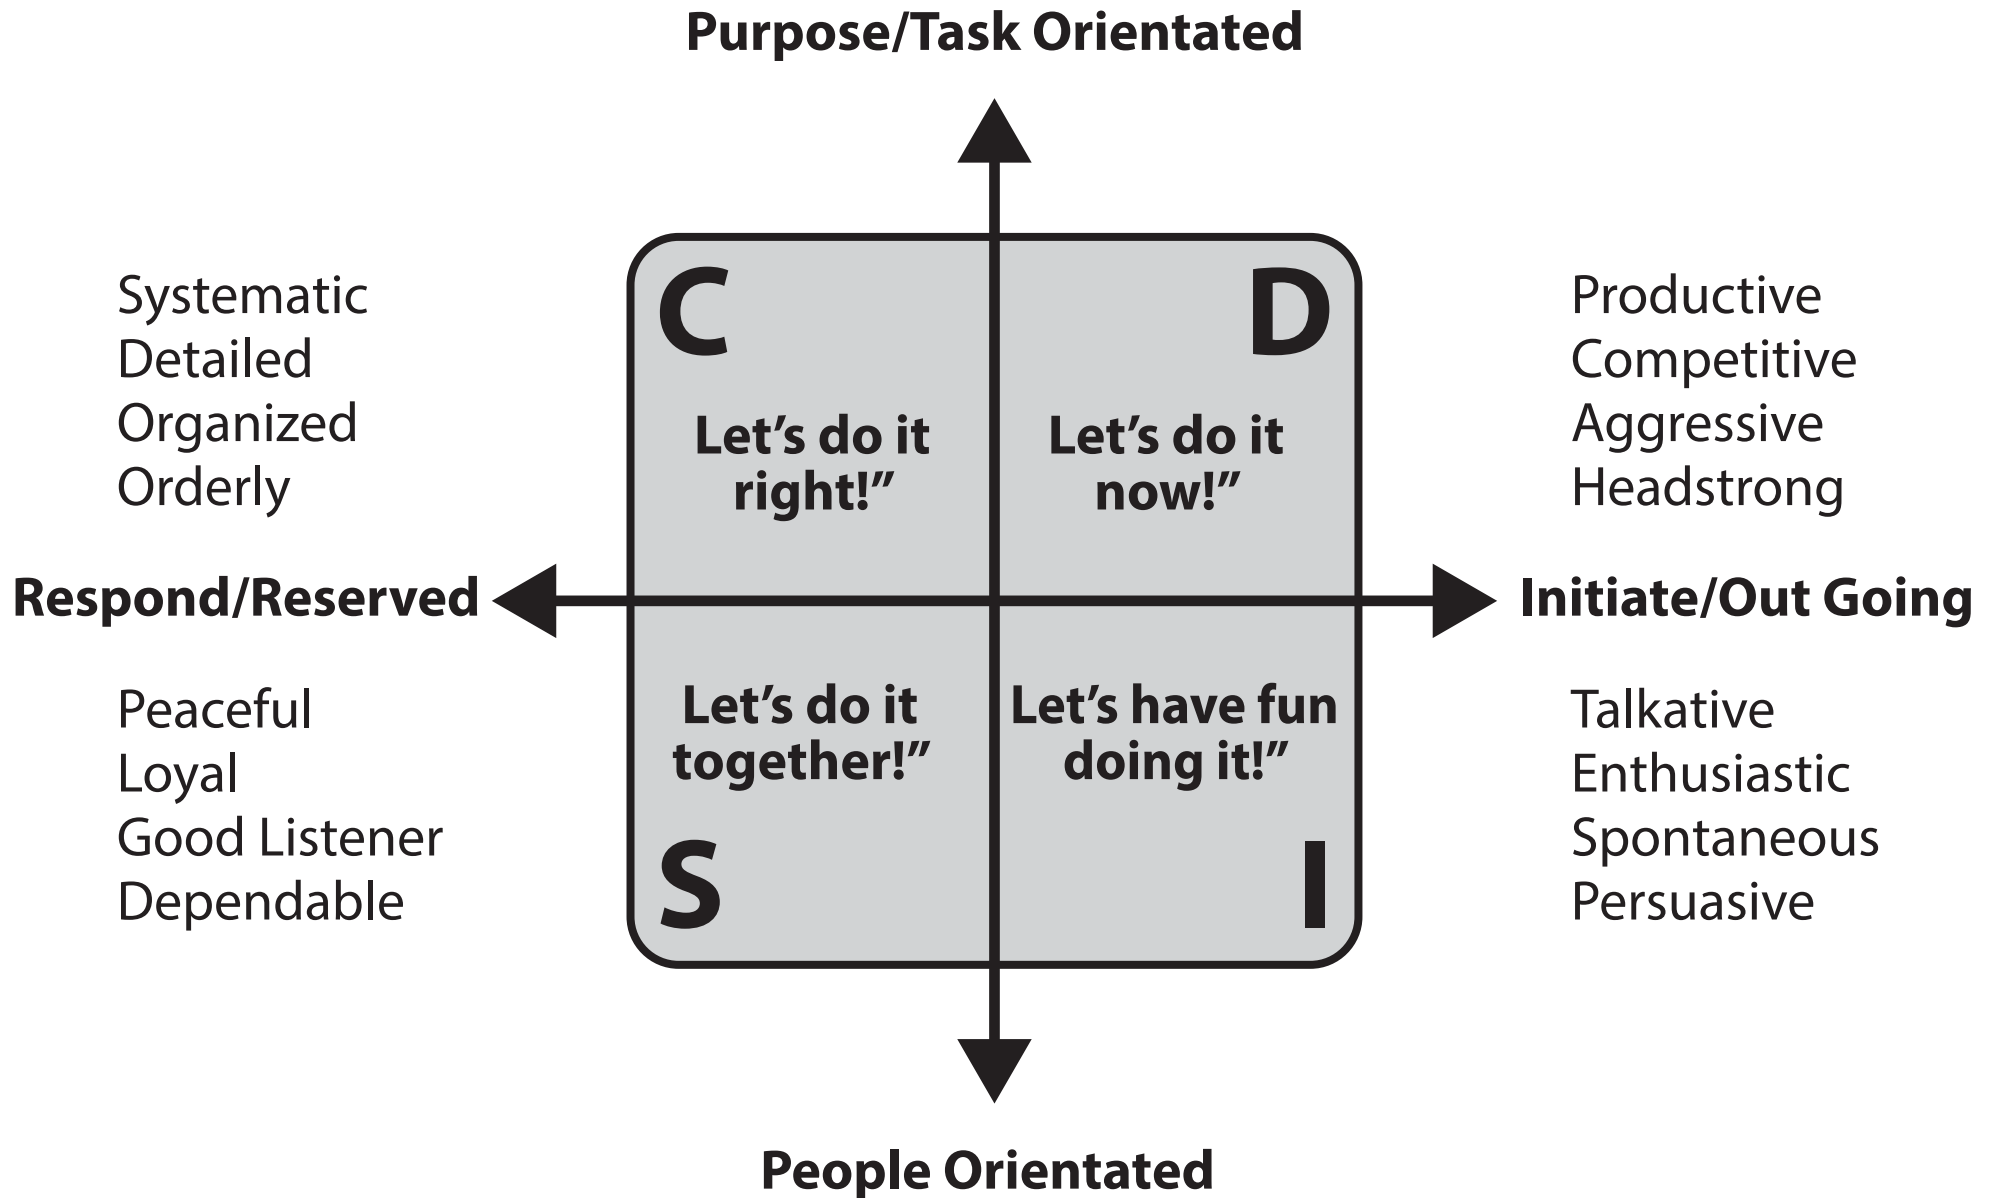 Purpose/Task Orientated
C
D
Systematic
Detailed
Organized
Orderly
Let’s do it
right!”
Let’s do it
now!”
Productive
Competitive
Aggressive
Headstrong
Respond/Reserved
Initiate/Out Going
Peaceful
Loyal
Good Listener
Dependable
Let’s do it
together!”
Let’s have fun
doing it!”
Talkative
Enthusiastic
Spontaneous
Persuasive
S
I
People Orientated